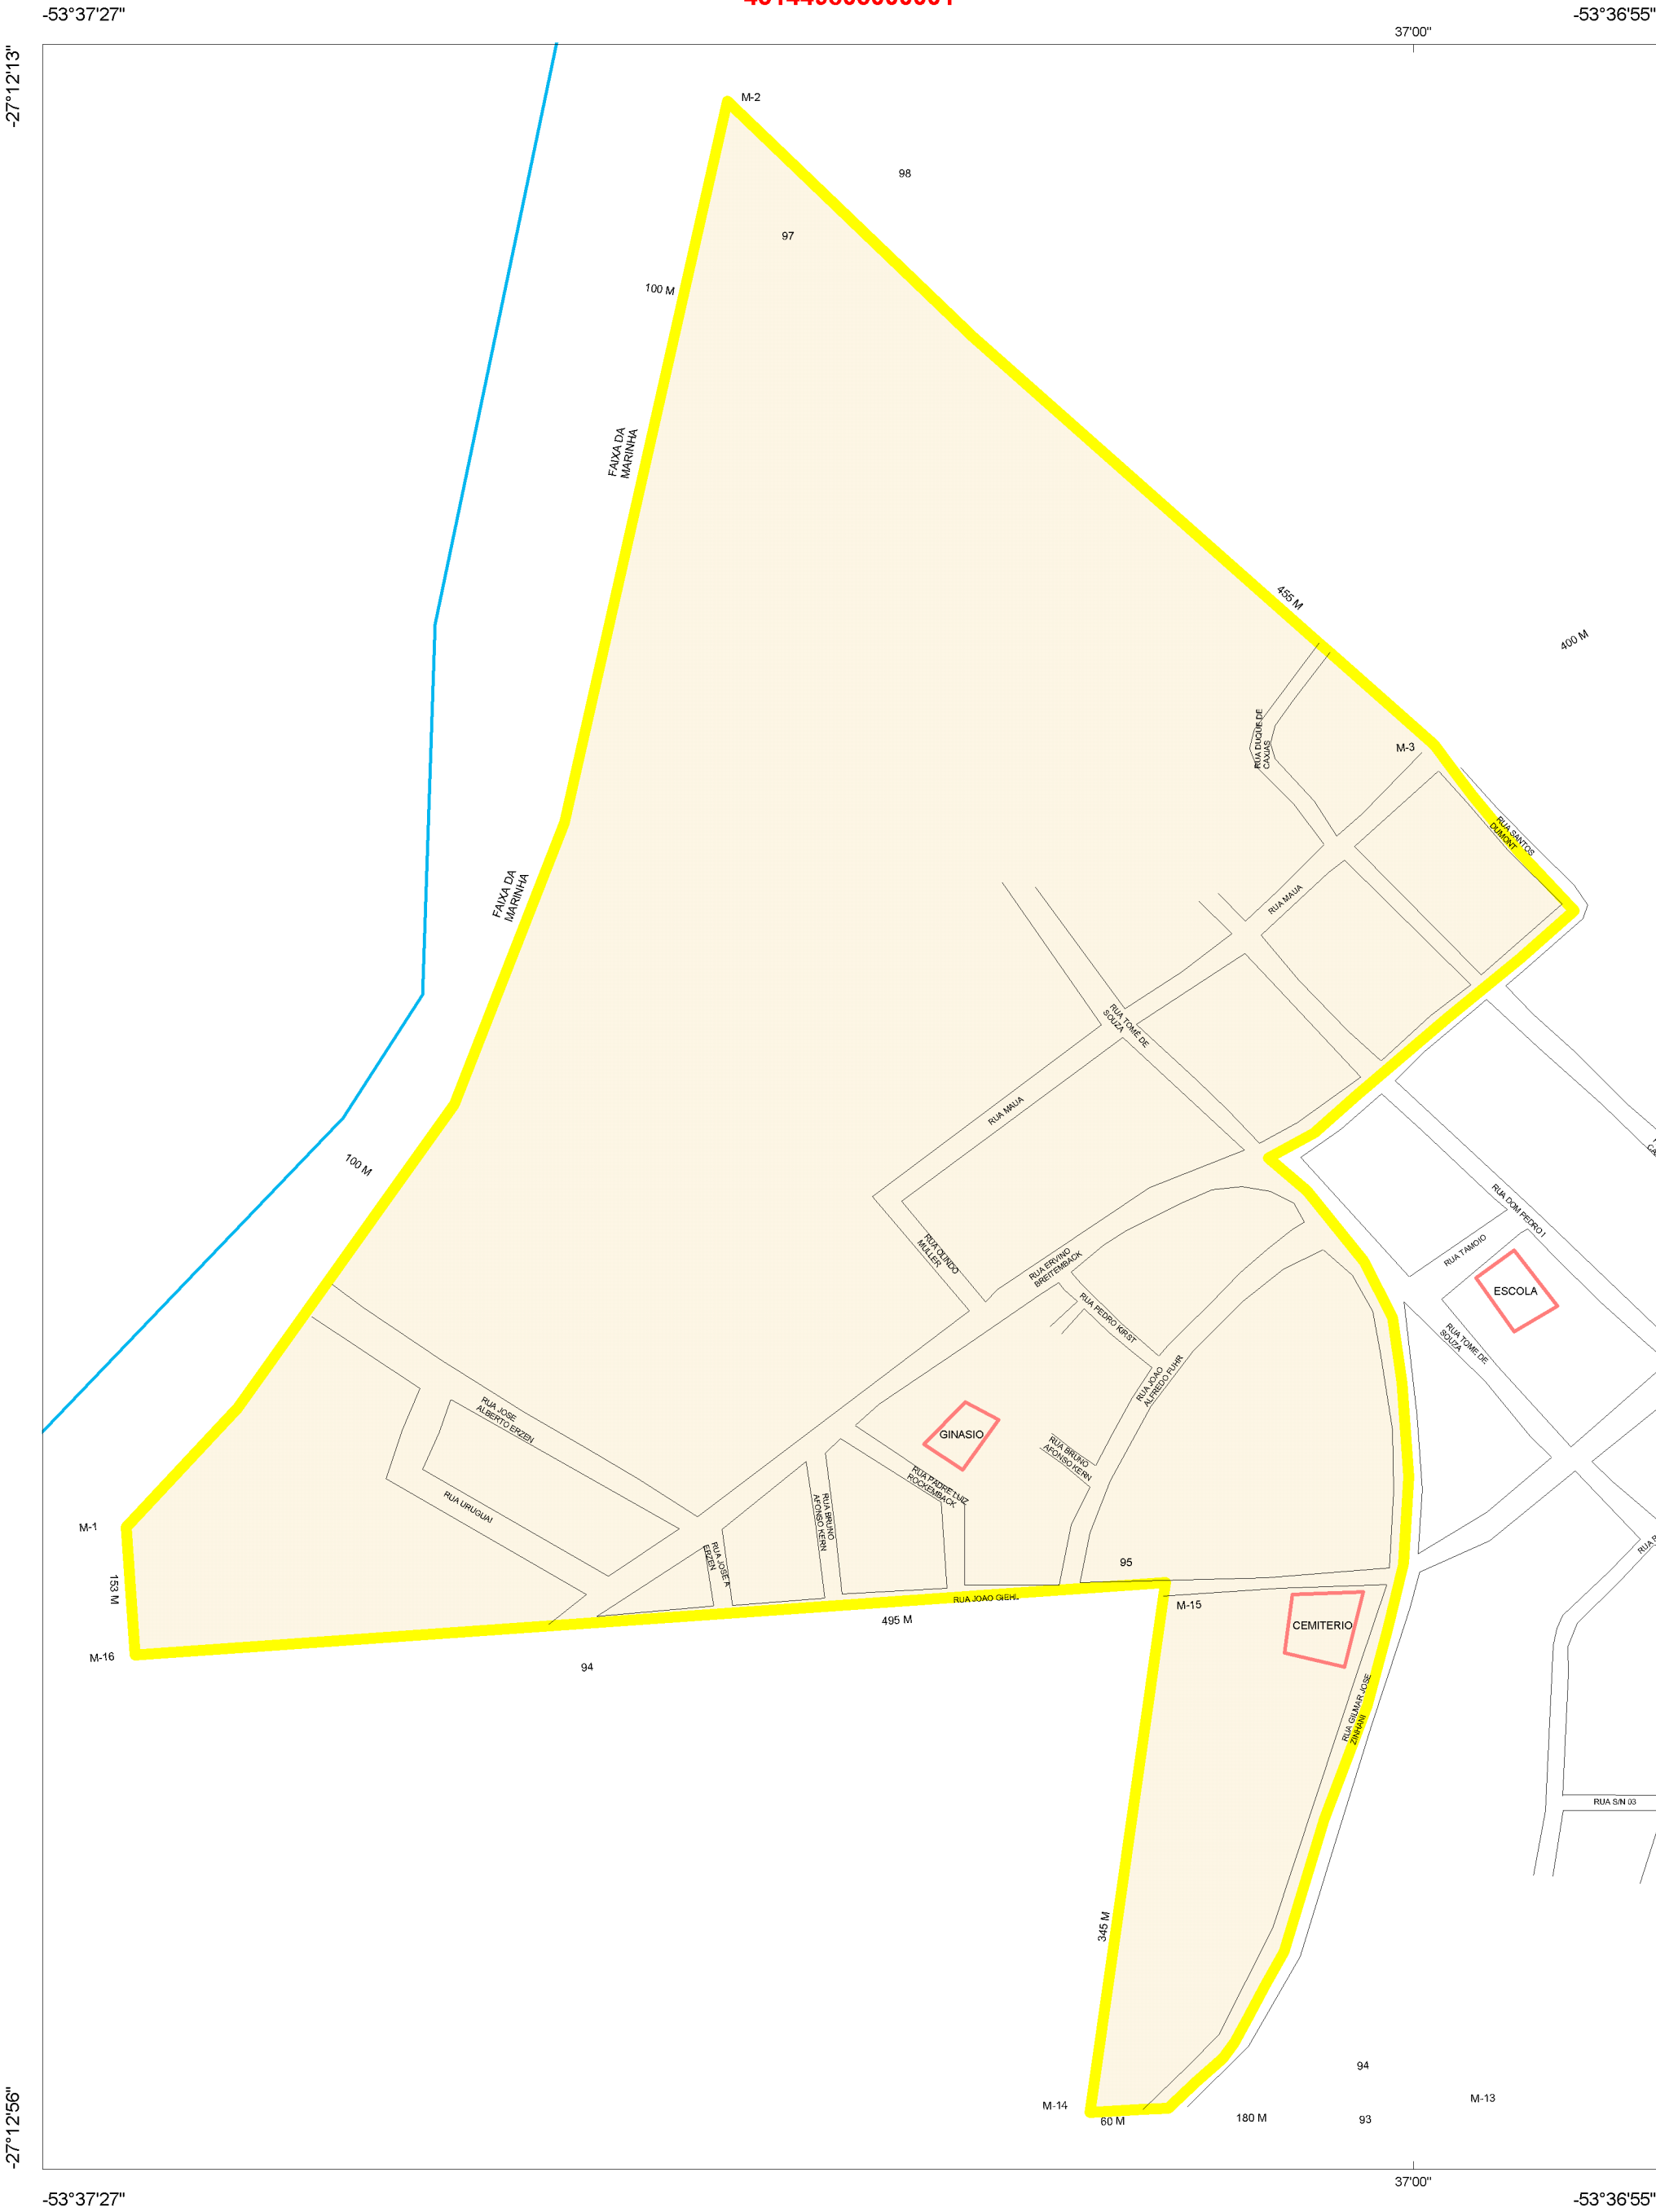 -53°37'27"
-53°36'55"
37'00"
-27°12'13"
M-2
98
97
100 M
FAIXA DA
MARINHA
455 M
400 M
RUA DUQUE DE
CAXIAS
M-3
RUA SANTOS
DUMONT
FAIXA DA
MARINHA
RUA MAUA
RUA TOMÉ DE
SOUZA
RUA MAUA
100 M
RUA DOM PEDRO I
RUA TAMOIO
RUA OLINDO
MULLER
RUA ERVINO
BREITEMBACK
ESCOLA
RUA PEDRO KIRST
RUA TOME DE
SOUZA
RUA JOAO
ALFREDO FUHR
RUA JOSE
ALBERTO ERZEN
GINASIO
RUA BRUNO
AFONSO KERN
RUA PADRE LUIZ
ROCKEMBACK
RUA URUGUAI
RUA BRUNO
AFONSO KERN
M-1
RUA JOSE A
ERZEN
95
153 M
RUA JOAO GIEHL
M-15
495 M
CEMITERIO
M-16
94
RUA GILMAR JOSE
ZINHANI
RUA S/N 03
345 M
94
M-13
M-14
60 M
180 M
93
-27°12'56"
37'00"
-53°37'27"
-53°36'55"